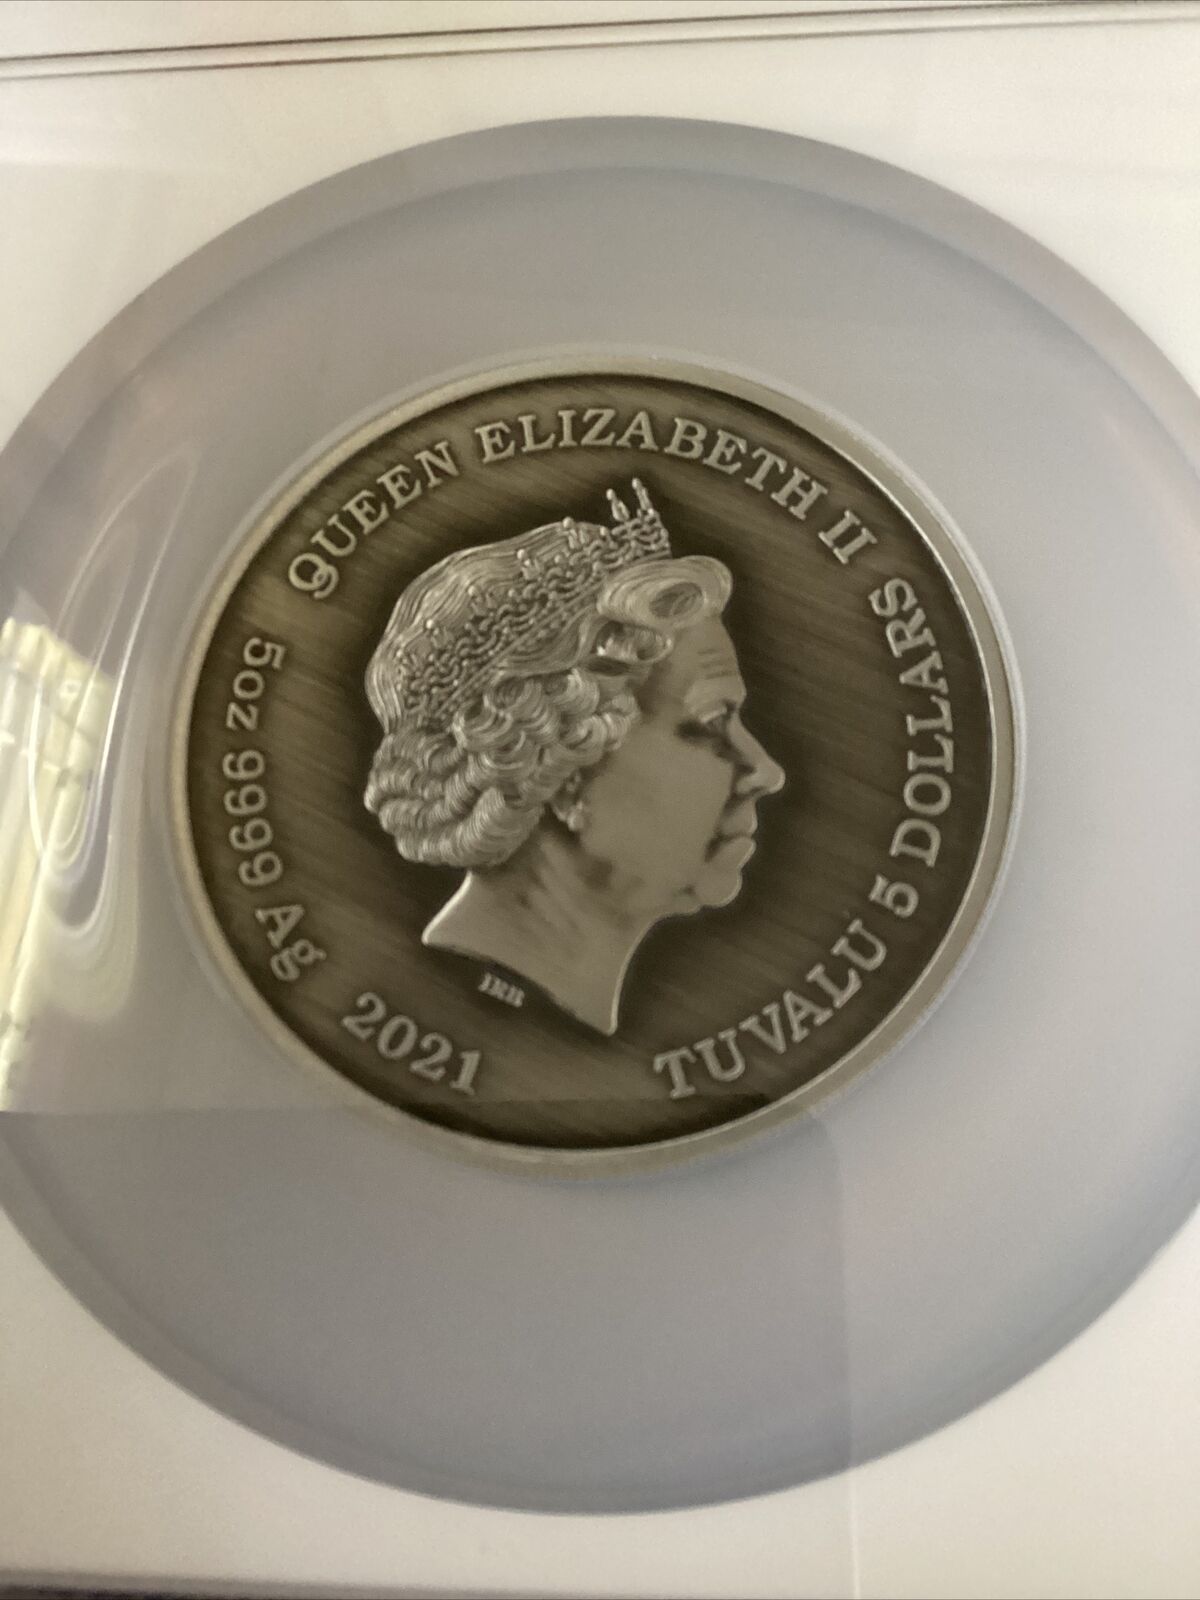 QUEEN ELIZABETH II
TUVALU 5 DOLLARS
2021
5oz 9999 Ag
IRB